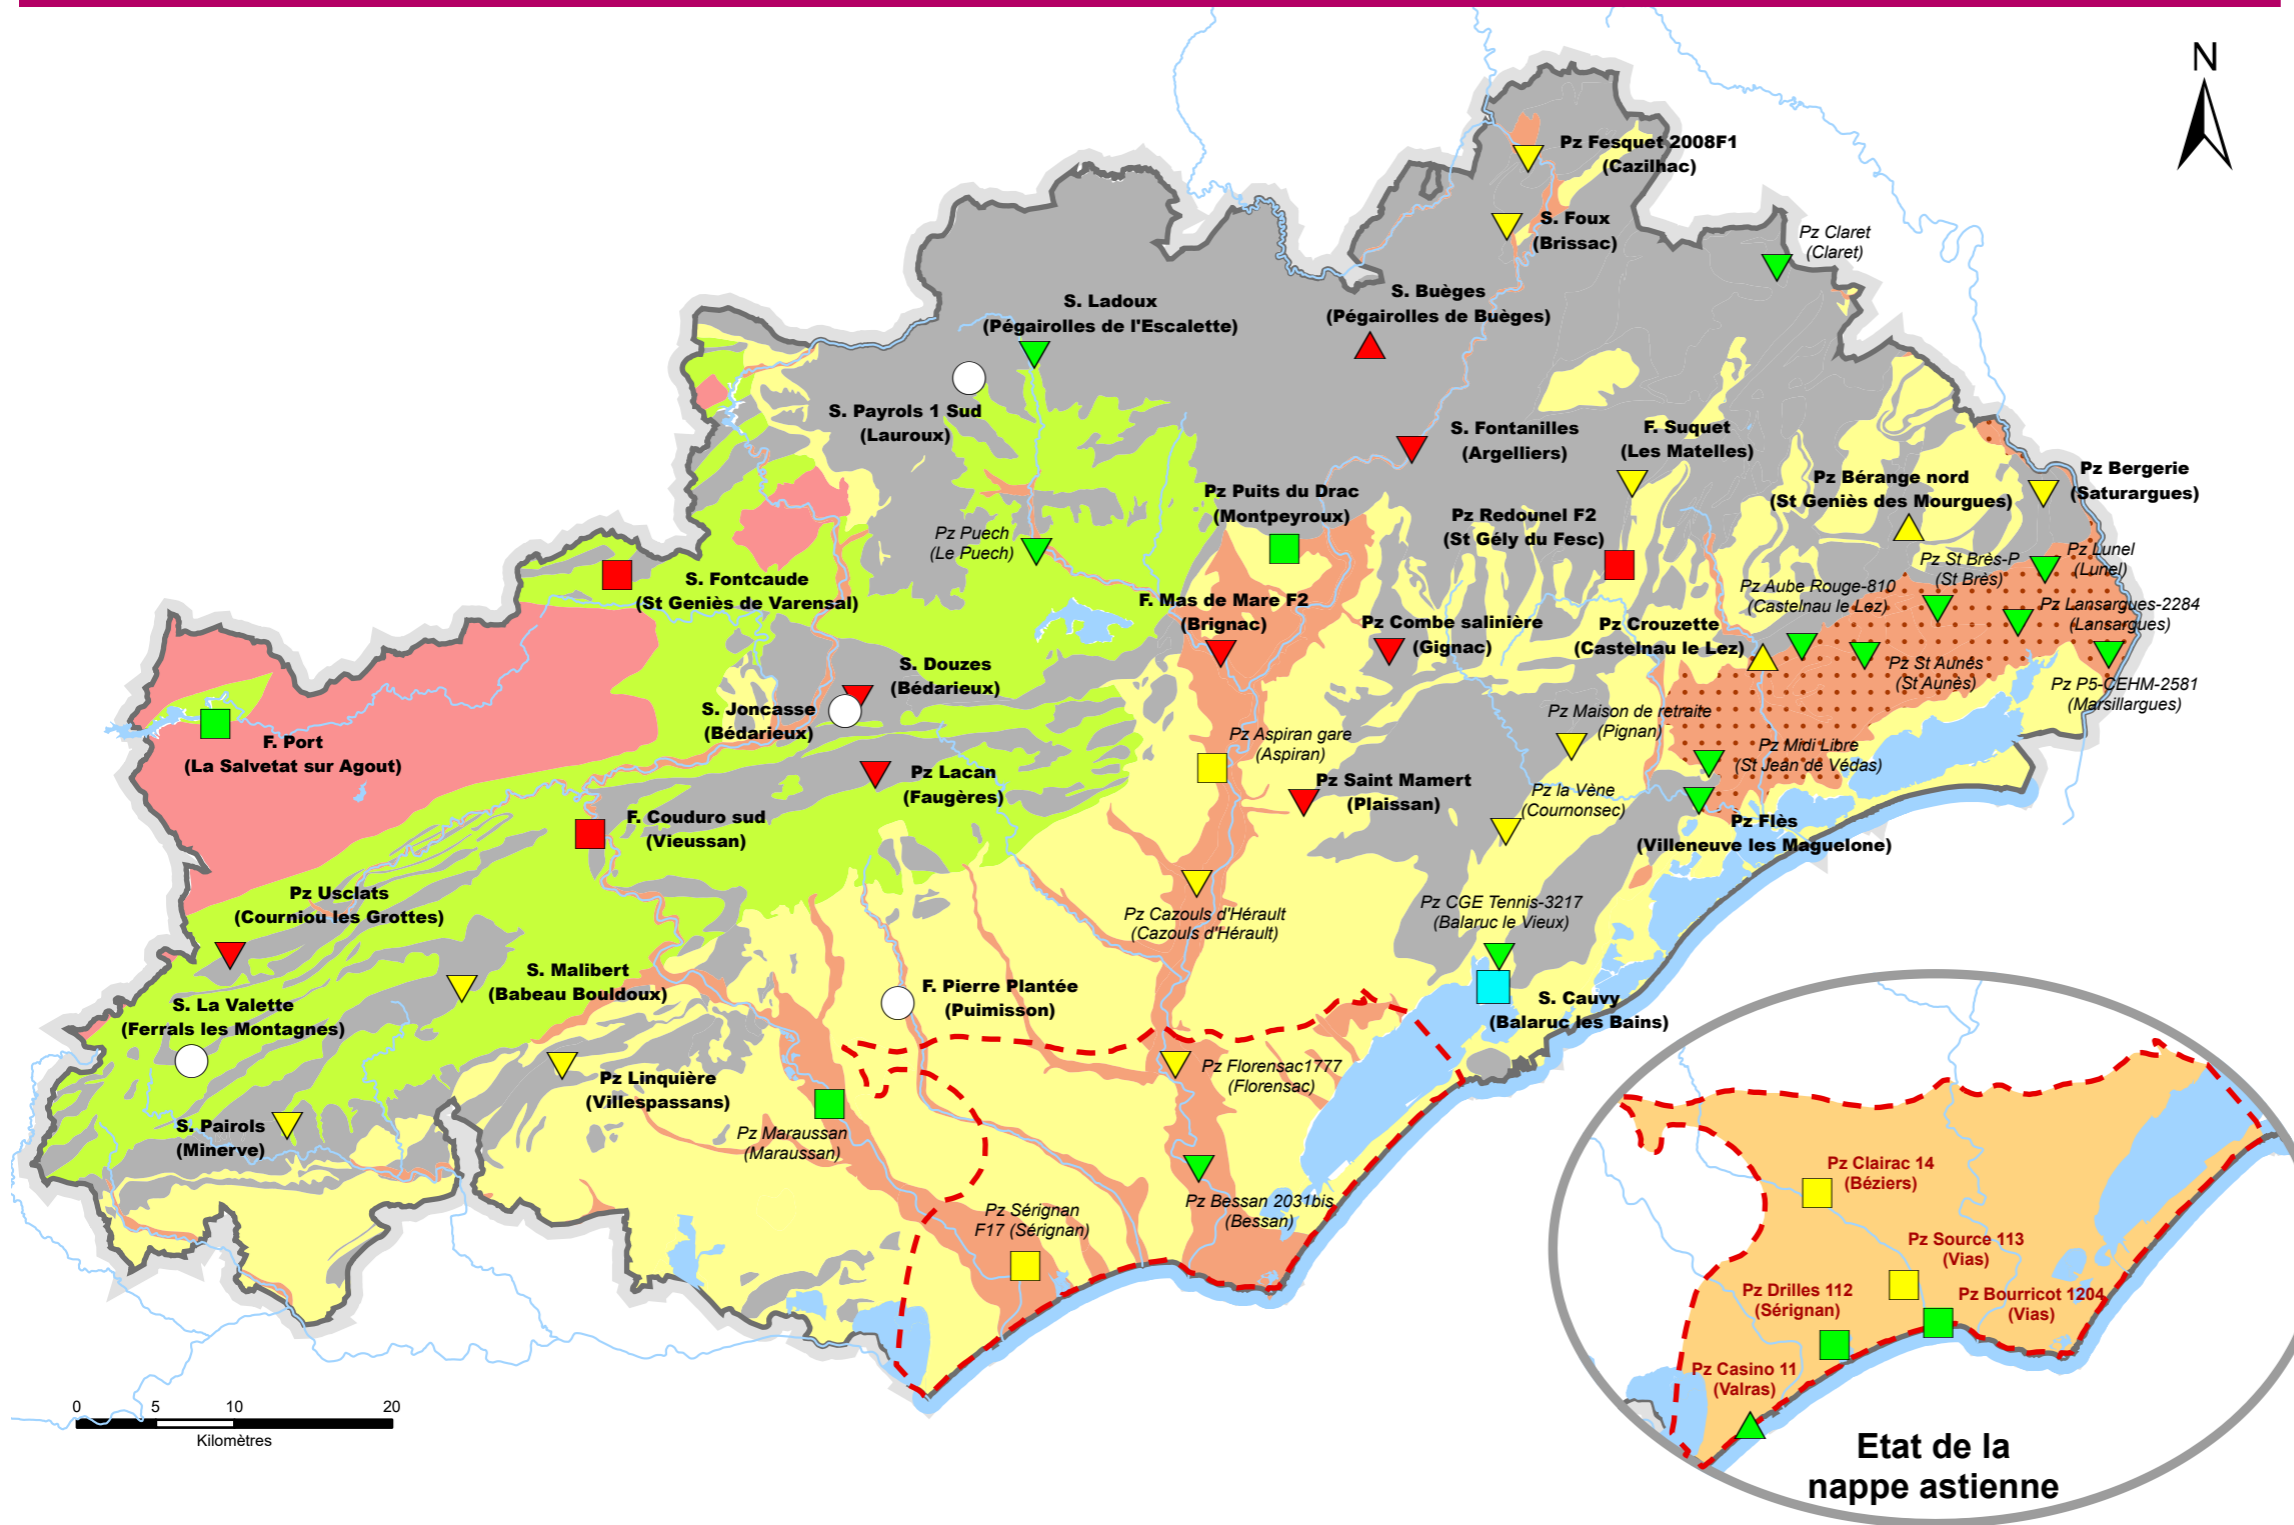 N
Pz Fesquet 2008F1
(Cazilhac)
S. Foux
(Brissac)
Pz Claret
(Claret)
S. Buèges
(Pégairolles de Buèges)
S. Ladoux
(Pégairolles de l'Escalette)
S. Payrols 1 Sud
(Lauroux)
S. Fontanilles
(Argelliers)
F. Suquet
(Les Matelles)
Pz Bérange nord
(St Geniès des Mourgues)
Pz Bergerie
(Saturargues)
Pz Puits du Drac
(Montpeyroux)
Pz Redounel F2
(St Gély du Fesc)
Pz Puech
(Le Puech)
Pz St Brès-P
(St Brès)
Pz Lunel
(Lunel)
S. Fontcaude
(St Geniès de Varensal)
Pz Aube Rouge-810
(Castelnau le Lez)
F. Mas de Mare F2
(Brignac)
Pz Lansargues-2284
(Lansargues)
Pz Combe salinière
(Gignac)
Pz Crouzette
(Castelnau le Lez)
S. Douzes
(Bédarieux)
Pz St Aunès
(St Aunès)
Pz P5-CEHM-2581
(Marsillargues)
S. Joncasse
(Bédarieux)
Pz Maison de retraite
(Pignan)
F. Port
(La Salvetat sur Agout)
Pz Aspiran gare
(Aspiran)
Pz Midi Libre
(St Jean de Védas)
Pz Lacan
(Faugères)
Pz Saint Mamert
(Plaissan)
Pz la Vène
(Cournonsec)
F. Couduro sud
(Vieussan)
Pz Flès
(Villeneuve les Maguelone)
Pz Usclats
(Courniou les Grottes)
Pz Cazouls d'Hérault
(Cazouls d'Hérault)
Pz CGE Tennis-3217
(Balaruc le Vieux)
S. Malibert
(Babeau Bouldoux)
F. Pierre Plantée
(Puimisson)
S. Cauvy
(Balaruc les Bains)
S. La Valette
(Ferrals les Montagnes)
Pz Florensac1777
(Florensac)
Pz Linquière
(Villespassans)
S. Pairols
(Minerve)
Pz Maraussan
(Maraussan)
Pz Sérignan
F17 (Sérignan)
Pz Bessan 2031bis
(Bessan)
Pz Clairac 14
(Béziers)
Pz Source 113
(Vias)
Pz Drilles 112
(Sérignan)
Pz Bourricot 1204
(Vias)
Pz Casino 11
(Valras)
0 5 10 20
Kilomètres
Etat de la
nappe astienne